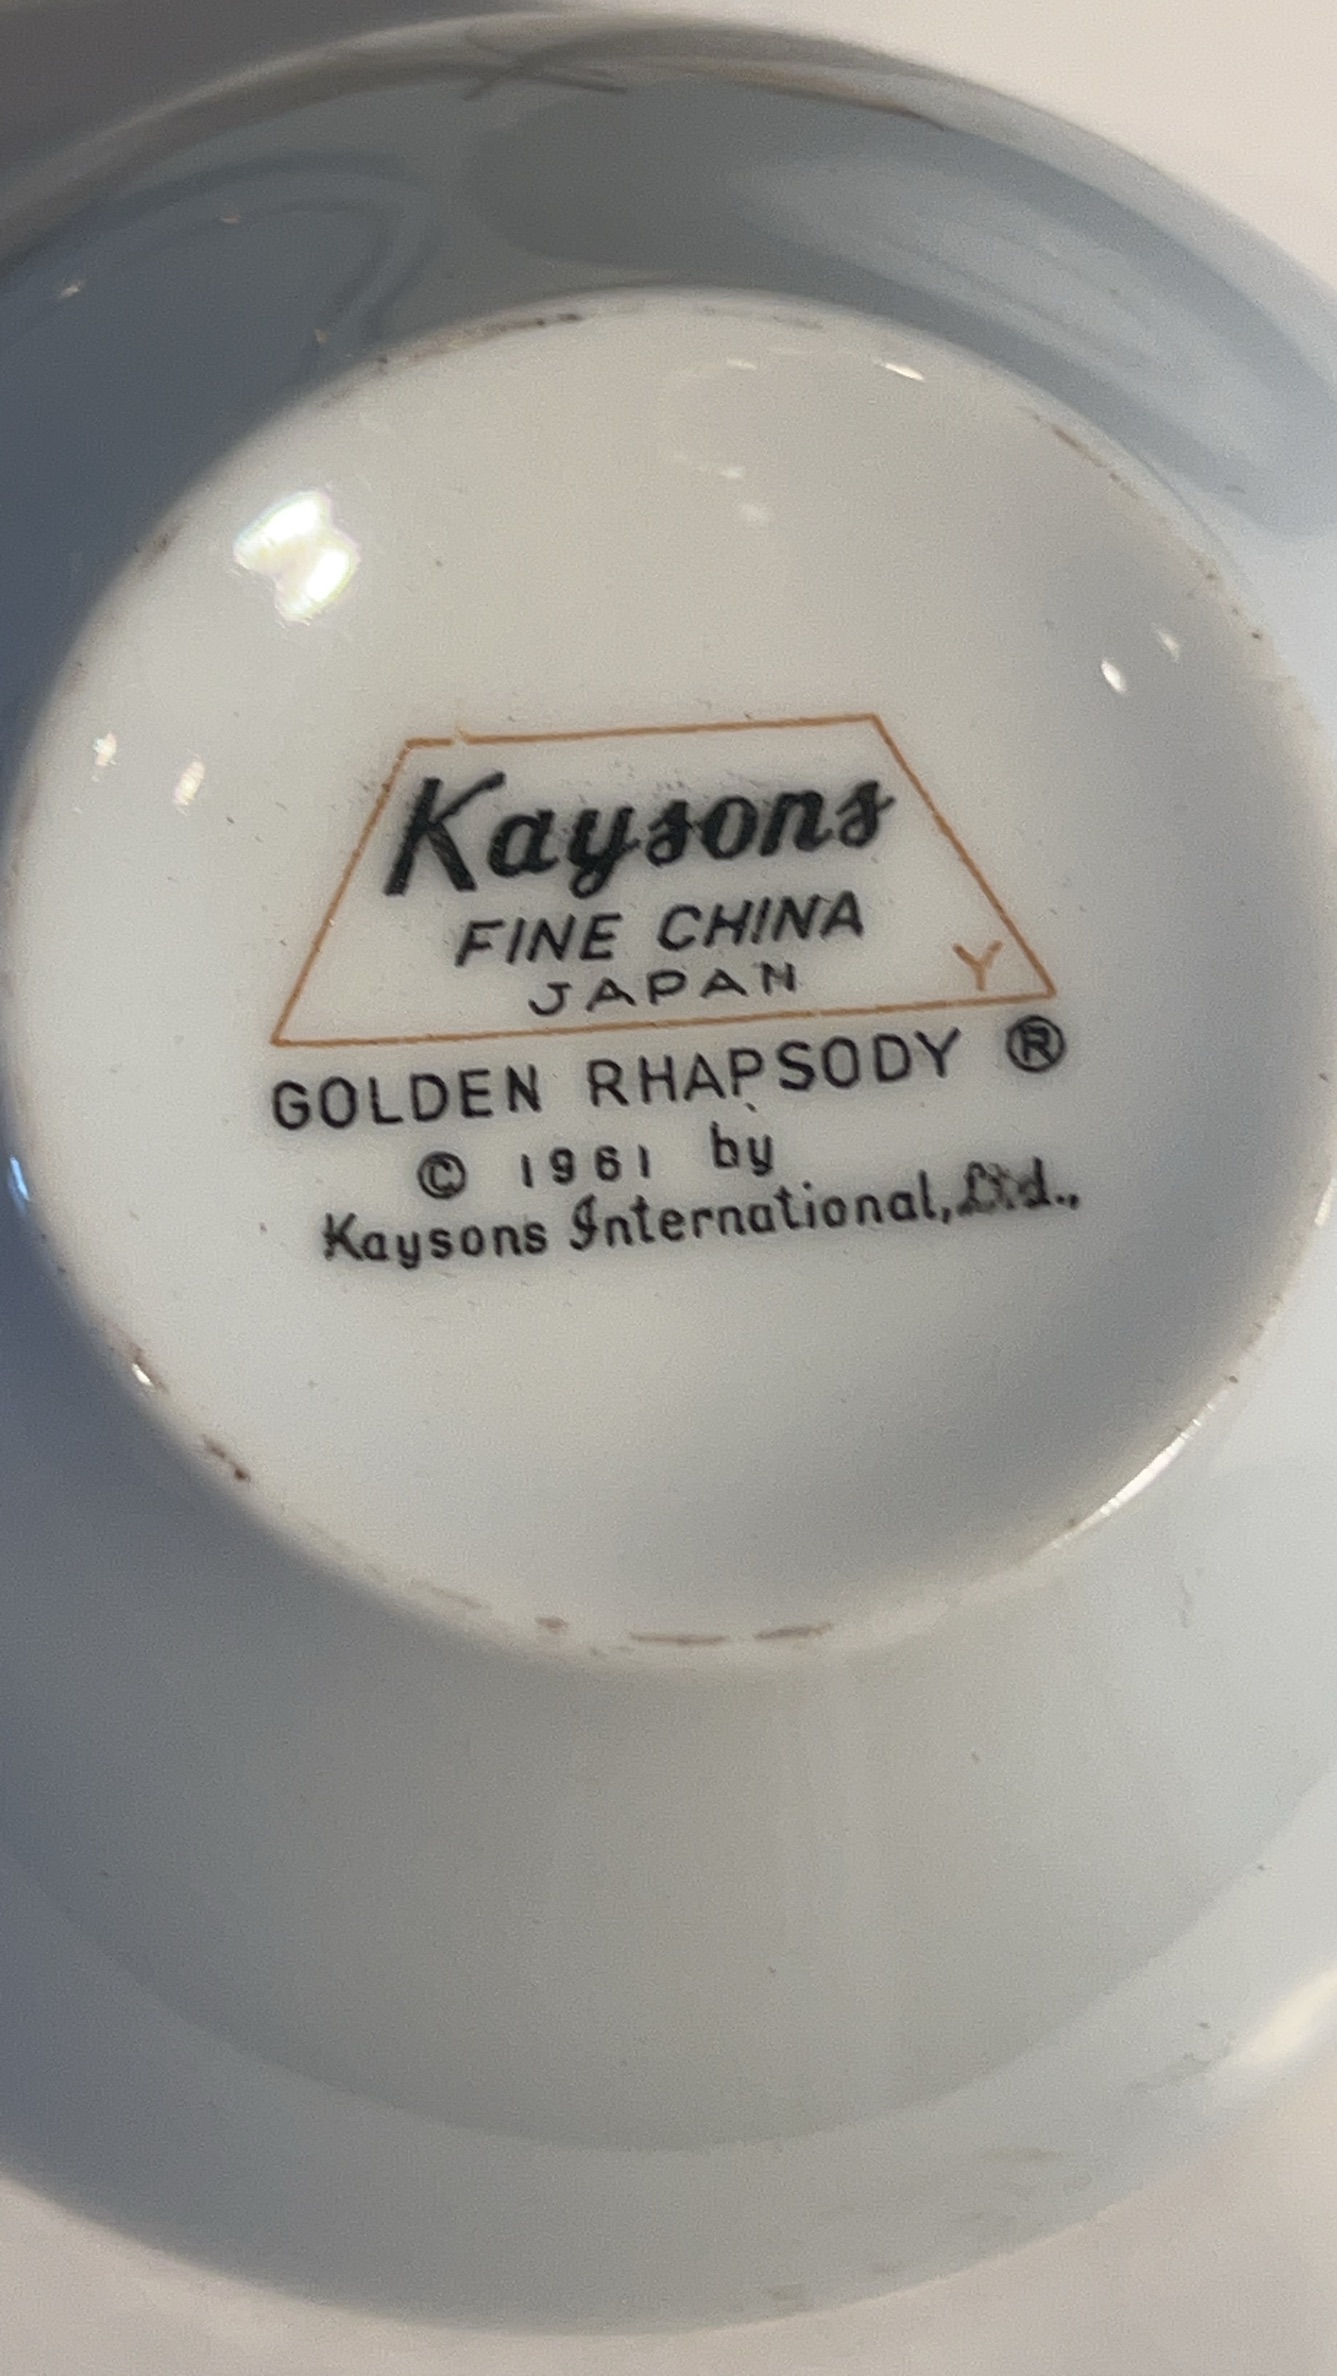 Kaysons
FINE CHINA
JAPAN
Y
GOLDEN RHAPSODY ®
© 1961 by
Kaysons International, Ltd.,